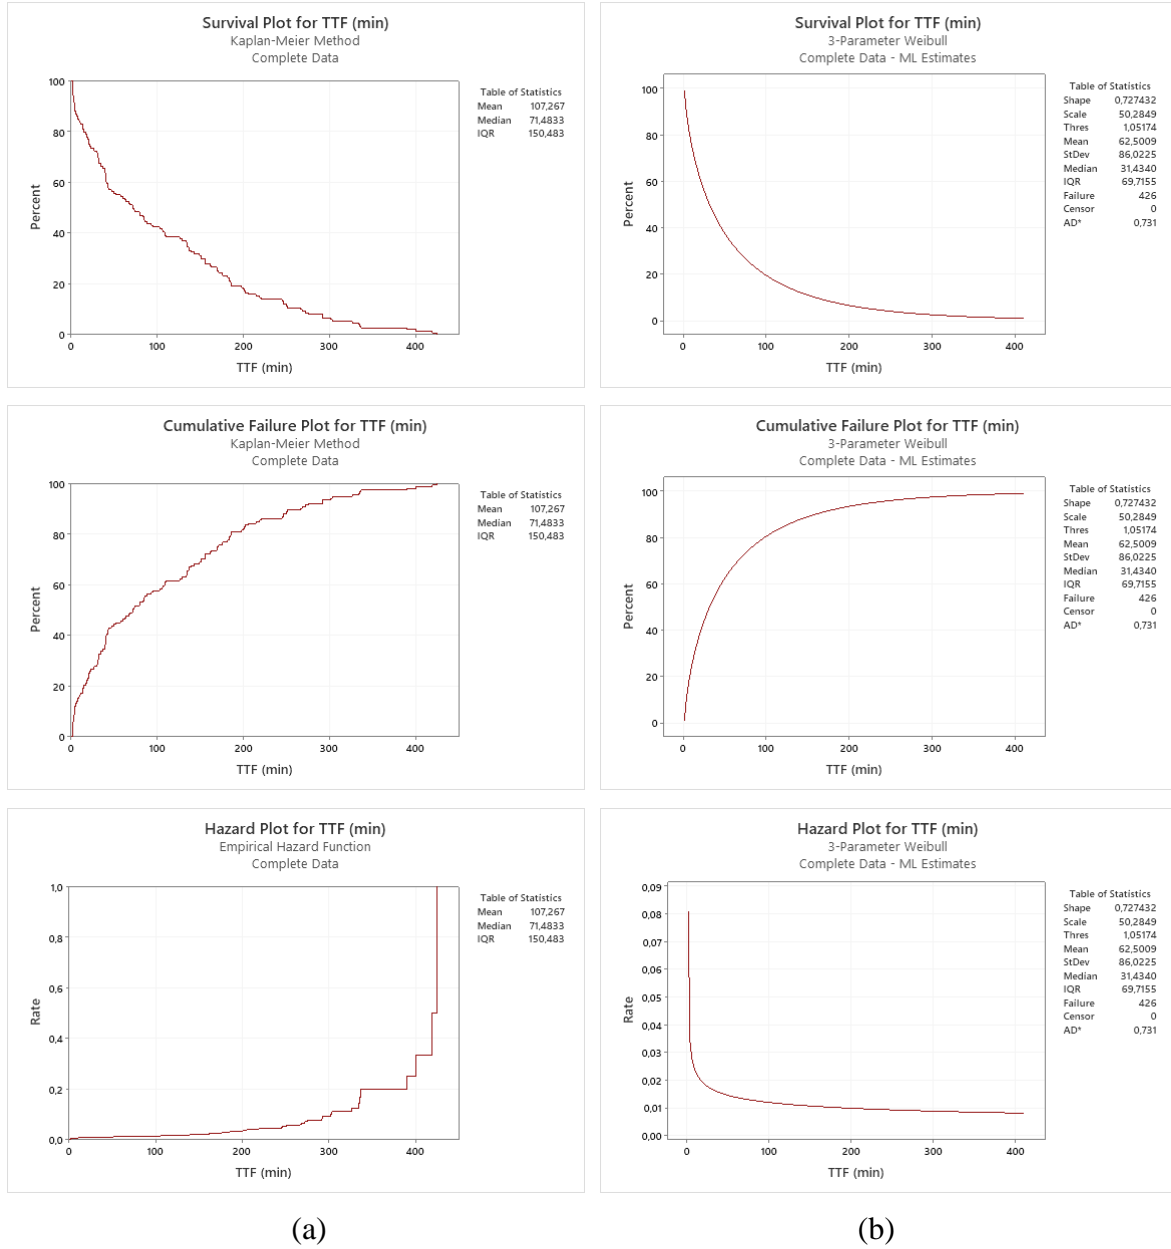 Survival Plot for TTF (min)
Kaplan-Meier Method
Complete Data
100
80
60
40
20
0
Percent
0 100 200 300 400
TTF (min)
Table of Statistics
Mean 107,267
Median 71,4833
IQR 150,483
Survival Plot for TTF (min)
3-Parameter Weibull
Complete Data - ML Estimates
100
80
60
40
20
0
Percent
0 100 200 300 400
TTF (min)
Table of Statistics
Shape 0,727432
Scale 50,2849
Thres 1,05174
Mean 62,5009
StDev 86,0225
Median 31,4340
IQR 69,7155
Failure 426
Censor 0
AD* 0,731
Cumulative Failure Plot for TTF (min)
Kaplan-Meier Method
Complete Data
100
80
60
40
20
0
Percent
0 100 200 300 400
TTF (min)
Table of Statistics
Mean 107,267
Median 71,4833
IQR 150,483
Cumulative Failure Plot for TTF (min)
3-Parameter Weibull
Complete Data - ML Estimates
100
80
60
40
20
0
Percent
0 100 200 300 400
TTF (min)
Table of Statistics
Shape 0,727432
Scale 50,2849
Thres 1,05174
Mean 62,5009
StDev 86,0225
Median 31,4340
IQR 69,7155
Failure 426
Censor 0
AD* 0,731
Hazard Plot for TTF (min)
Empirical Hazard Function
Complete Data
1,0
0,8
0,6
0,4
0,2
0,0
Rate
0 100 200 300 400
TTF (min)
Table of Statistics
Mean 107,267
Median 71,4833
IQR 150,483
Hazard Plot for TTF (min)
3-Parameter Weibull
Complete Data - ML Estimates
0,09
0,08
0,07
0,06
0,05
0,04
0,03
0,02
0,01
0,00
Rate
0 100 200 300 400
TTF (min)
Table of Statistics
Shape 0,727432
Scale 50,2849
Thres 1,05174
Mean 62,5009
StDev 86,0225
Median 31,4340
IQR 69,7155
Failure 426
Censor 0
AD* 0,731
(a)
(b)